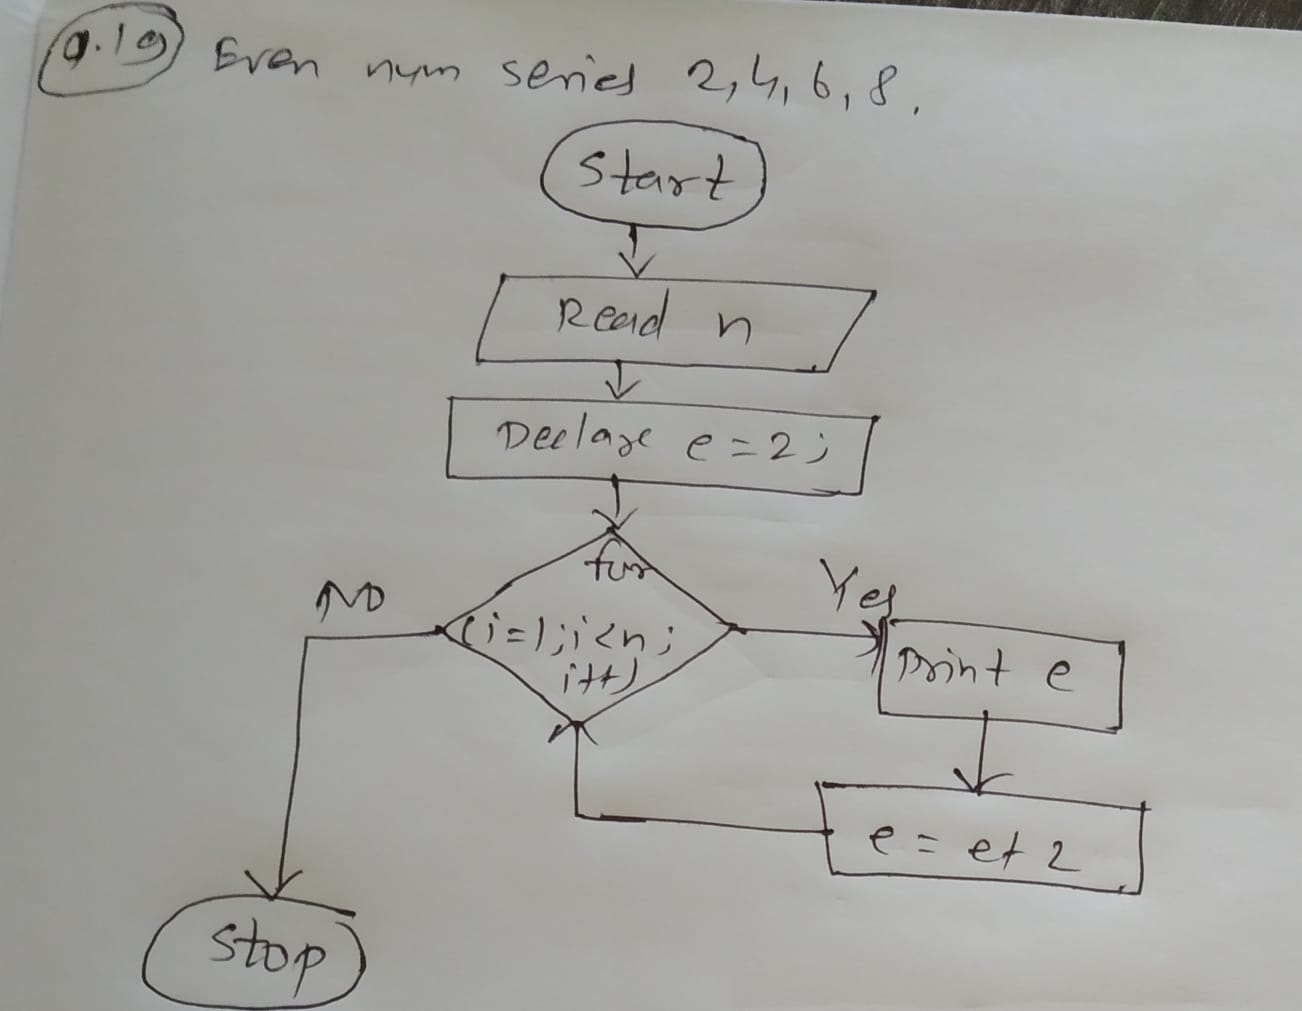 Q.19 Even num series 2,4,6,8.
Start
Read n
Declare e=2;
for
(i=1;i<n;
i++)
NO
Yes
Print e
e = e+2
Stop